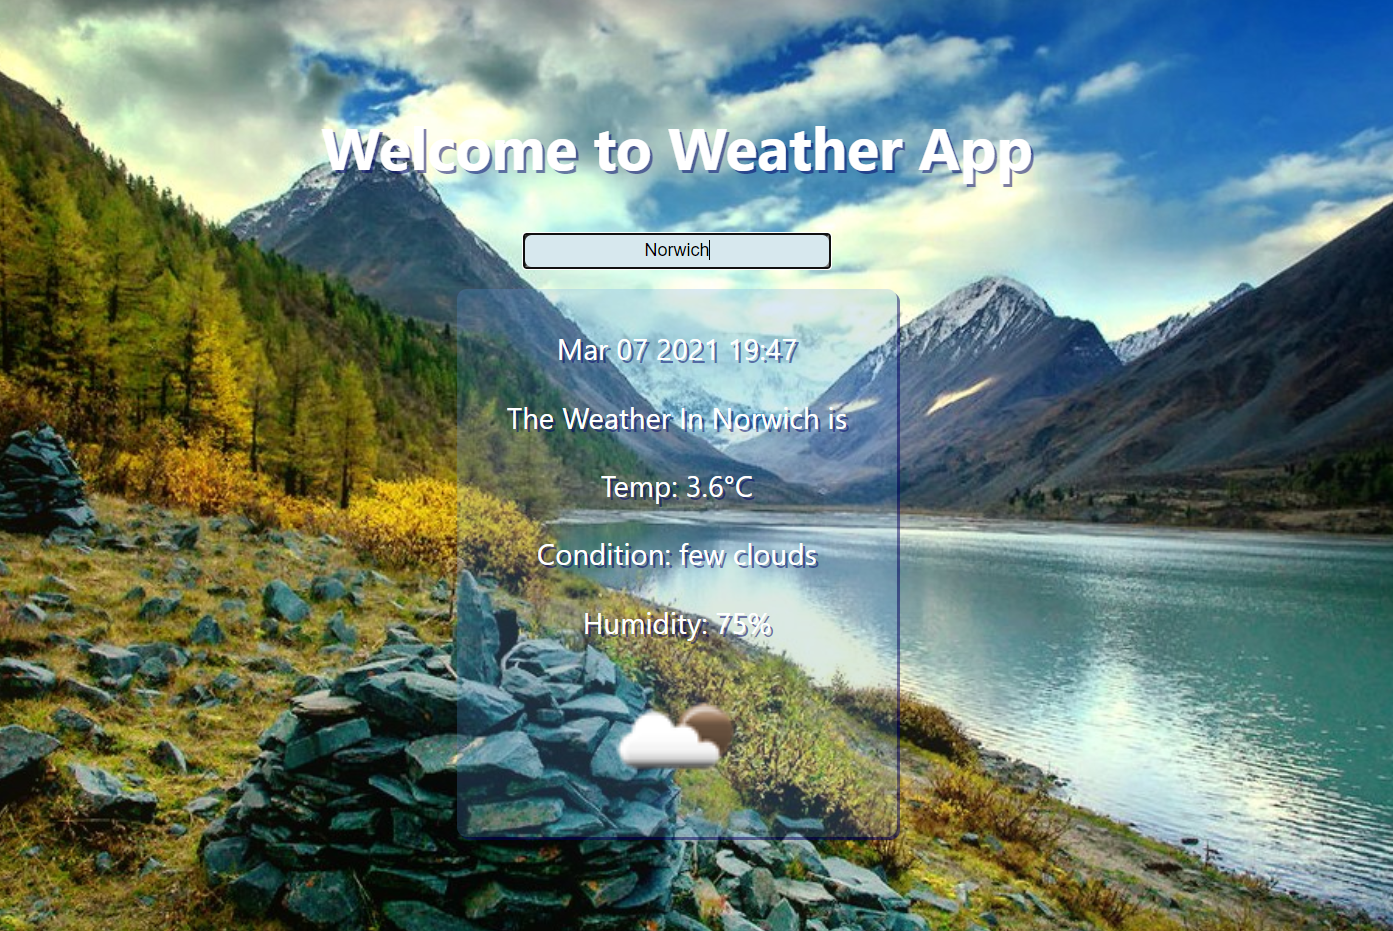 Welcome to Weather App
Norwich
Mar 07 2021 19:47
The Weather In Norwich is
Temp: 3.6°C
Condition: few clouds
Humidity: 75%